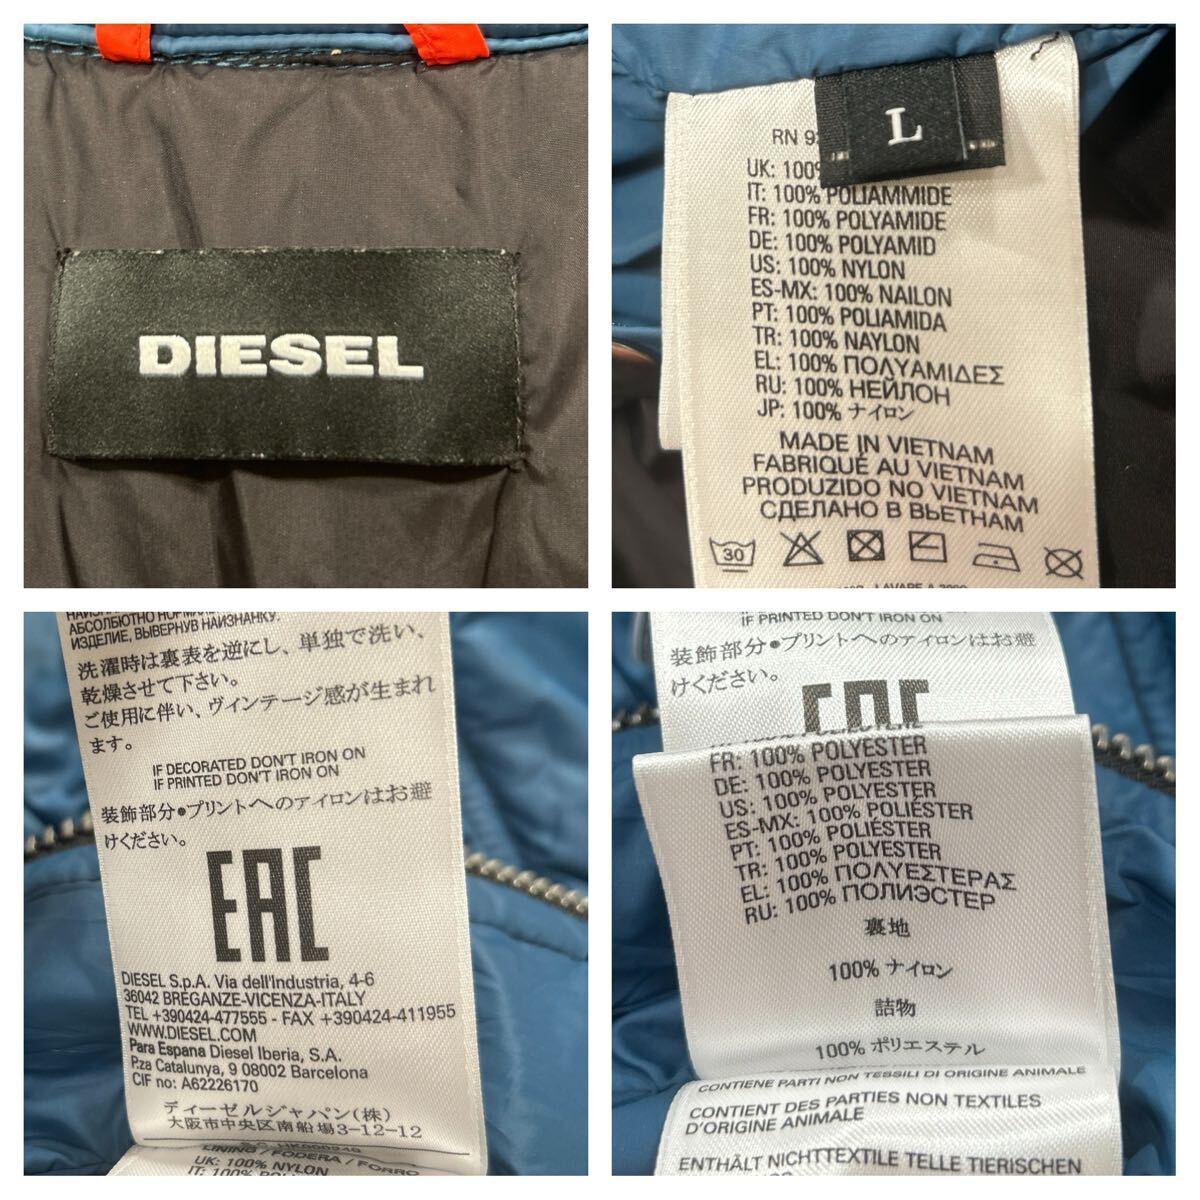 DIESEL
L
RN
UK: 100%
IT: 100% POLIAMMIDE
FR: 100% POLYAMIDE
DE: 100% POLYAMID
US: 100% NYLON
ES-MX: 100% NAILON
PT: 100% POLIAMIDA
TR: 100% NAYLON
EL: 100% ΠΟΛΥΑΜΙΔΕΣ
RU: 100% НЕЙЛОН
JP: 100% ナイロン
MADE IN VIETNAM
FABRIQUÉ AU VIETNAM
PRODUZIDO NO VIETNAM
СДЕЛАНО В ВЬЕТНАМ
30
АБСОЛЮТНО НОРМА
ИЗДЕЛИЕ, ВЫВЕРНУВ НАИЗНАНКУ.
洗濯時は裏表を逆にし、単独で洗い、
乾燥させて下さい。
ご使用に伴い、ヴィンテージ感が生まれ
ます。
IF DECORATED DON'T IRON ON
IF PRINTED DON'T IRON ON
装飾部分●プリントへのアイロンはお避
けください。
EAC
DIESEL S.p.A. Via dell'Industria, 4-6
36042 BREGANZE-VICENZA-ITALY
TEL +390424-477555 - FAX +390424-411955
WWW.DIESEL.COM
Para Espana Diesel Iberia, S.A.
P.za Catalunya, 9 08002 Barcelona
CIF no: A62226170
ディーゼルジャパン(株)
大阪市中央区南船場3-12-12
LINING / FODERA / FORRO
UK: 100% NYLON
IT: 100%
IF PRINTED DON'T IRON ON
装飾部分●プリントへのアイロンはお避
けください。
EAC
FR: 100% POLYESTER
DE: 100% POLYESTER
US: 100% POLYESTER
ES-MX: 100% POLIÉSTER
PT: 100% POLIÉSTER
TR: 100% POLYESTER
EL: 100% ΠΟΛΥΕΣΤΕΡΑΣ
RU: 100% ПОЛИЭСТЕР
裏地
100% ナイロン
詰物
100% ポリエステル
CONTIENE PARTI NON TESSILI DI ORIGINE ANIMALE
CONTIENT DES PARTIES NON TEXTILES
D'ORIGINE ANIMALE
ENTHÄLT NICHTTEXTILE TELLE TIERISCHEN